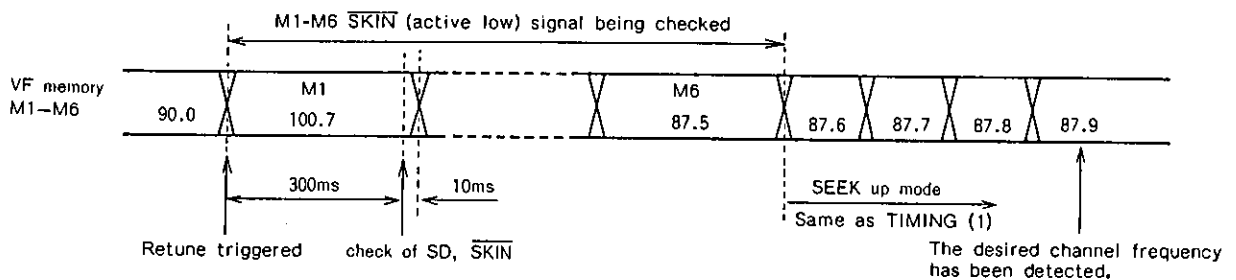 M1-M6 SKIN (active low) signal being checked
VF memory
M1–M6
M1
M6
90.0
100.7
87.5
87.6
87.7
87.8
87.9
300ms
10ms
SEEK up mode
Same as TIMING (1)
Retune triggered
check of SD, SKIN
The desired channel frequency
has been detected.